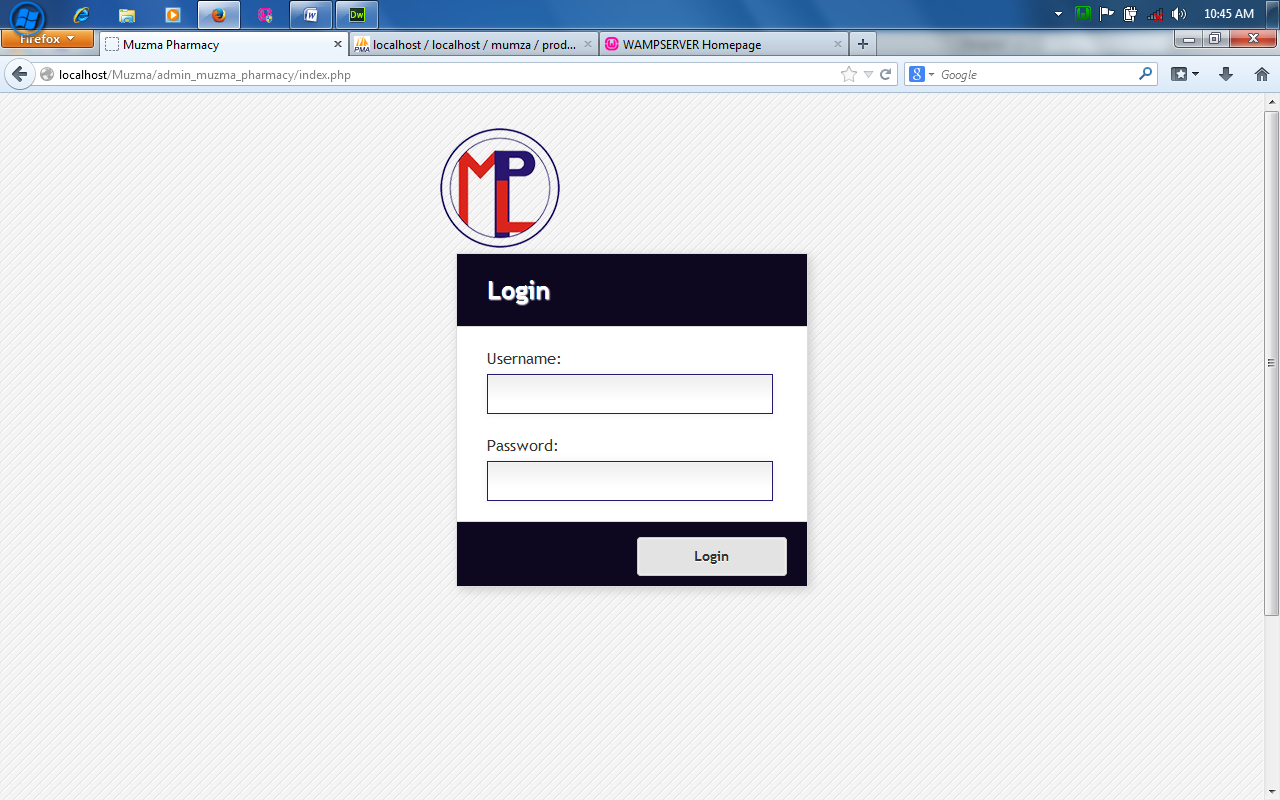 10:45 AM
Firefox
Muzma Pharmacy
localhost / localhost / mumza / prod...
WAMPSERVER Homepage
localhost/Muzma/admin_muzma_pharmacy/index.php
Google
MPL
Login
Username:
Password:
Login